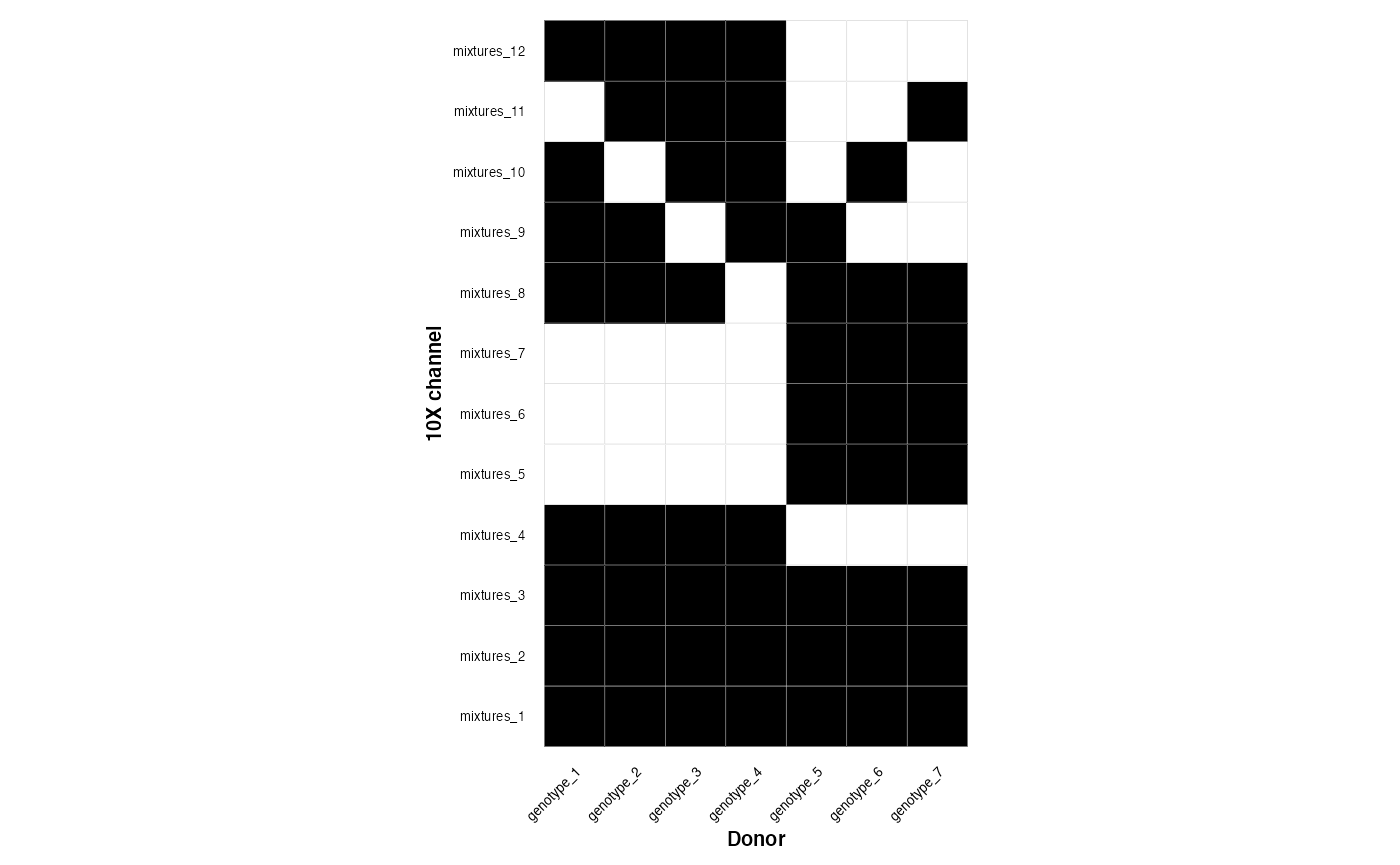 mixtures_12
mixtures_11
mixtures_10
mixtures_9
mixtures_8
mixtures_7
mixtures_6
mixtures_5
mixtures_4
mixtures_3
mixtures_2
mixtures_1
10X channel
genotype_1
genotype_2
genotype_3
genotype_4
genotype_5
genotype_6
genotype_7
Donor